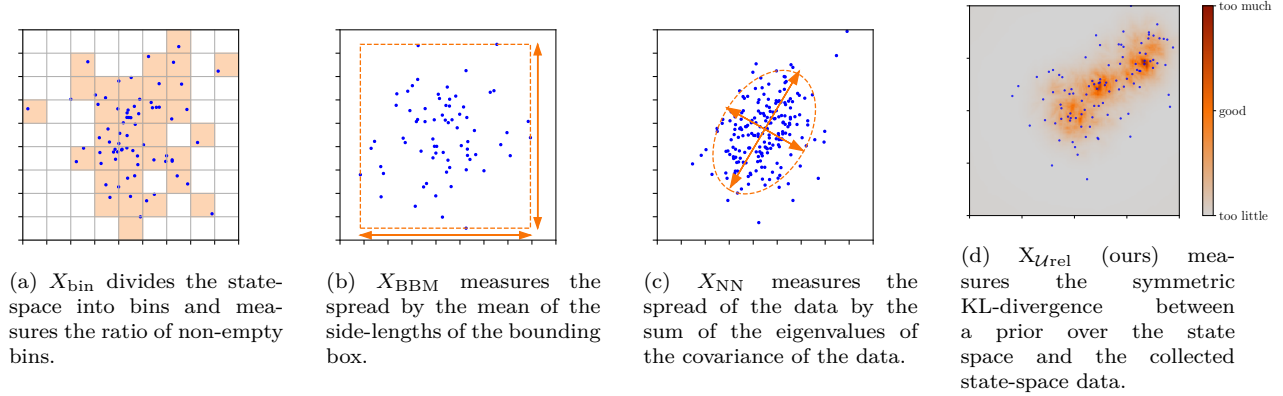 too much
good
too little
(a) X_bin divides the state-
space into bins and mea-
sures the ratio of non-empty
bins.
(b) X_BBM measures the
spread by the mean of the
side-lengths of the bounding
box.
(c) X_NN measures the
spread of the data by the
sum of the eigenvalues of
the covariance of the data.
(d) X_𝒰rel (ours) mea-
sures the symmetric
KL-divergence between
a prior over the state
space and the collected
state-space data.